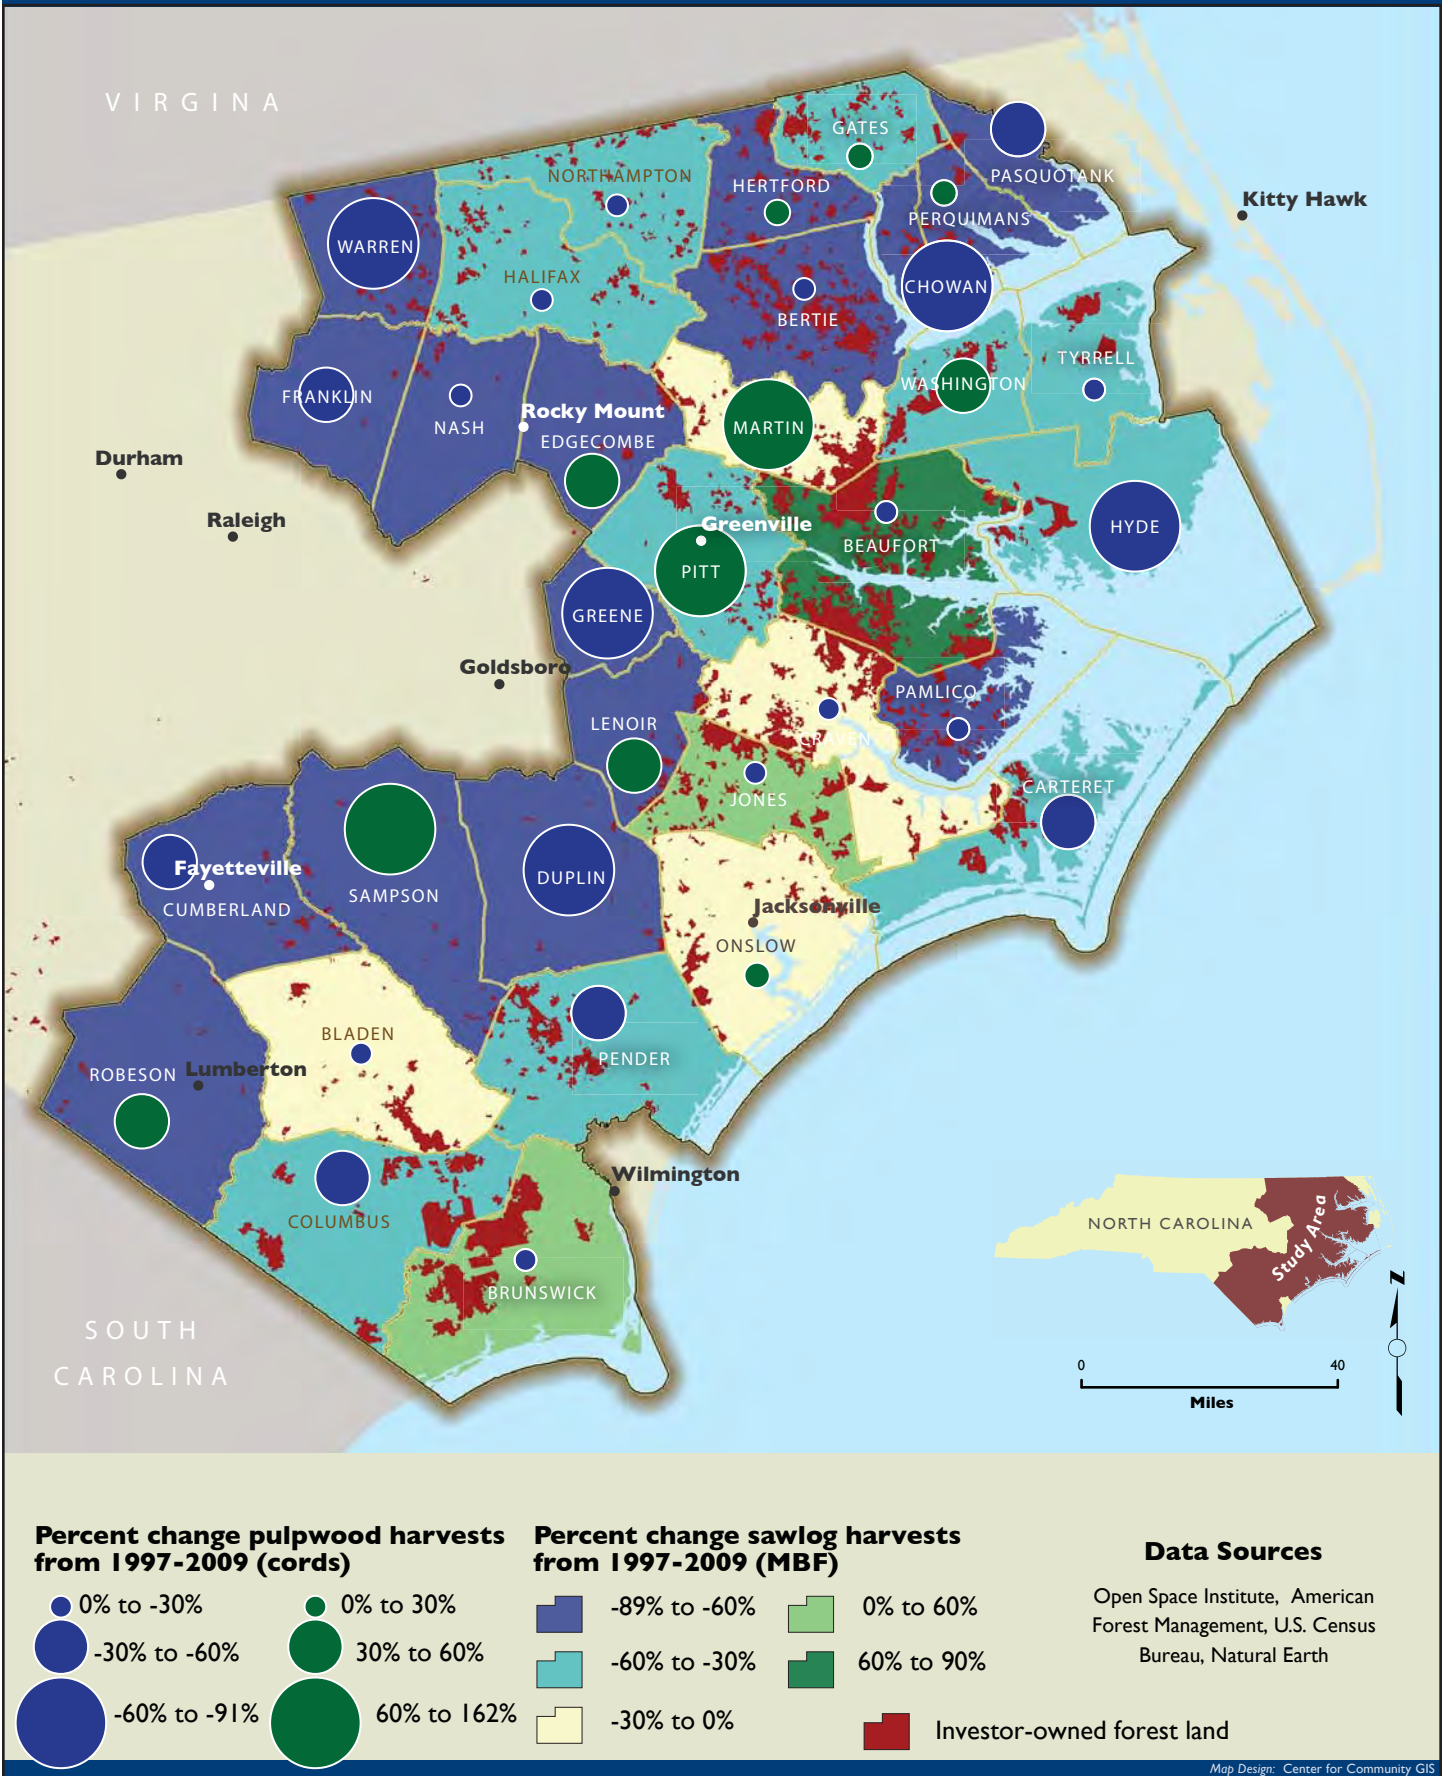 VIRGINA
GATES
PASQUOTANK
NORTHAMPTON
HERTFORD
Kitty Hawk
PERQUIMANS
WARREN
HALIFAX
CHOWAN
BERTIE
TYRRELL
WASHINGTON
FRANKLIN
Rocky Mount
NASH
MARTIN
EDGECOMBE
Durham
Raleigh
Greenville
HYDE
BEAUFORT
PITT
GREENE
Goldsboro
PAMLICO
LENOIR
CRAVEN
CARTERET
JONES
Fayetteville
DUPLIN
SAMPSON
CUMBERLAND
Jacksonville
ONSLOW
BLADEN
PENDER
ROBESON
Lumberton
Wilmington
COLUMBUS
BRUNSWICK
NORTH CAROLINA
Study Area
N
SOUTH
CAROLINA
0 40
Miles
Percent change pulpwood harvests
from 1997-2009 (cords)
0% to -30%
0% to 30%
-30% to -60%
30% to 60%
-60% to -91%
60% to 162%
Percent change sawlog harvests
from 1997-2009 (MBF)
-89% to -60%
0% to 60%
-60% to -30%
60% to 90%
-30% to 0%
Investor-owned forest land
Data Sources
Open Space Institute, American
Forest Management, U.S. Census
Bureau, Natural Earth
Map Design: Center for Community GIS